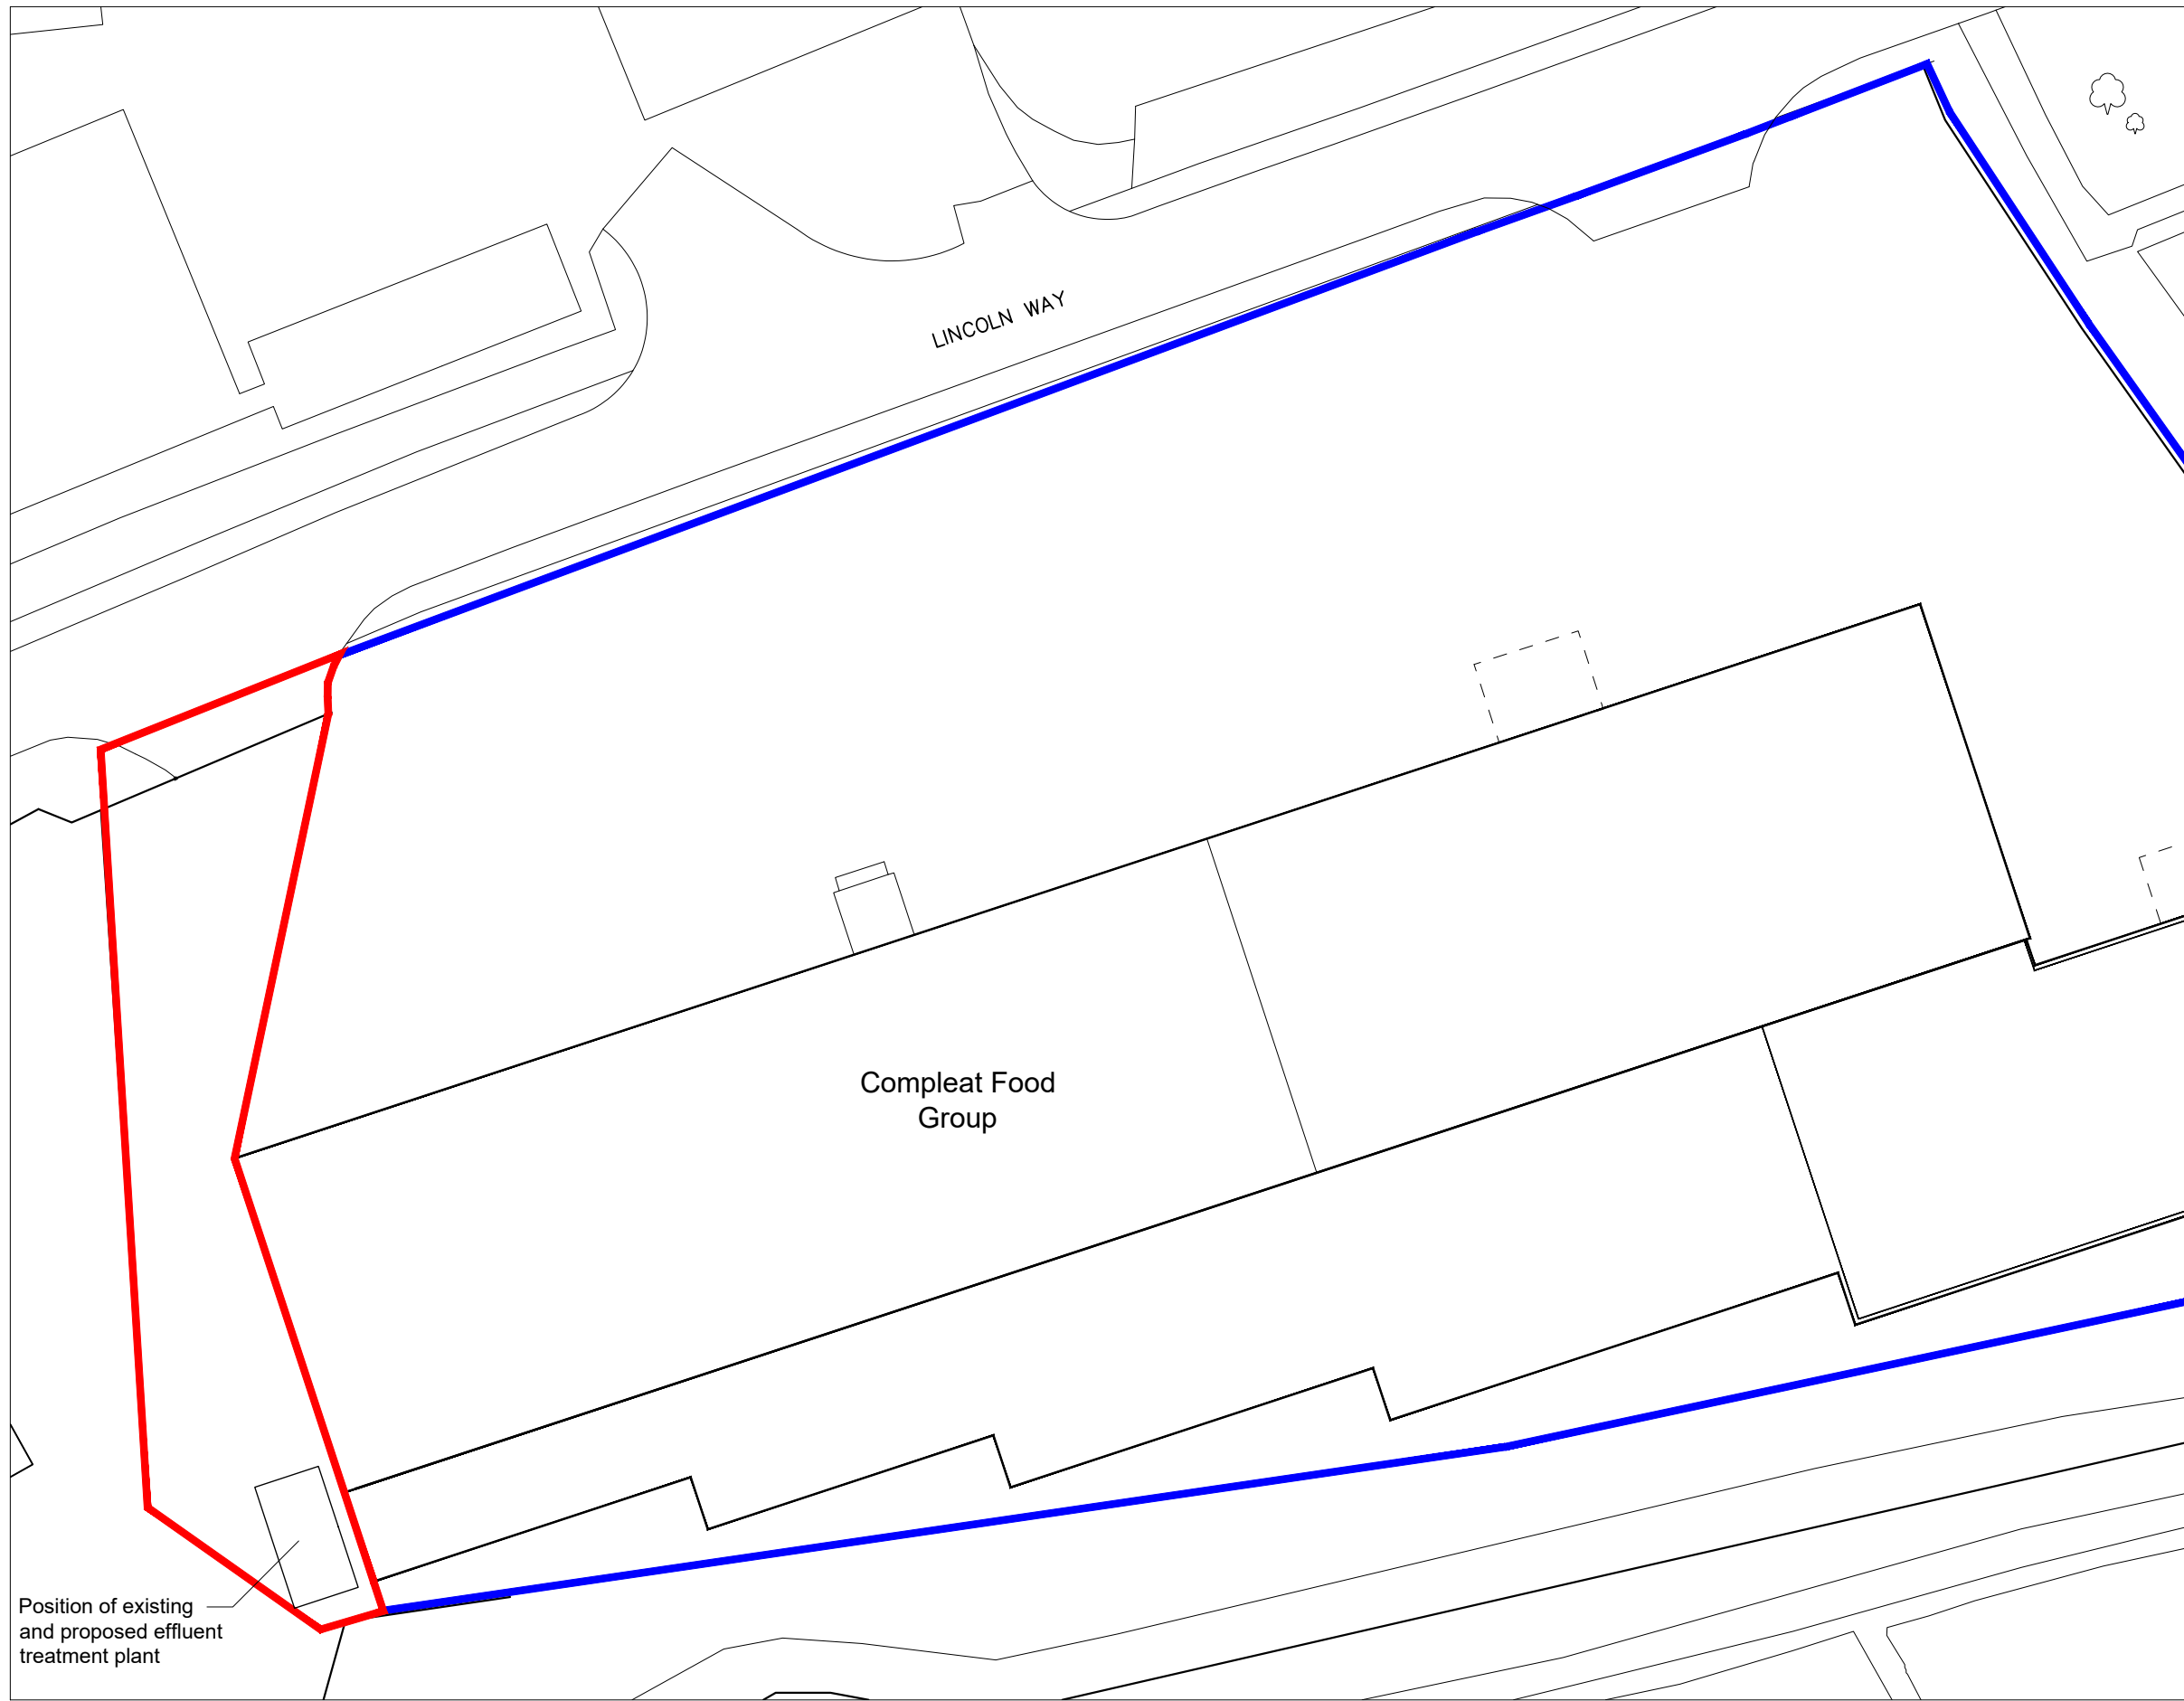 LINCOLN WAY
Compleat Food
Group
Position of existing
and proposed effluent
treatment plant